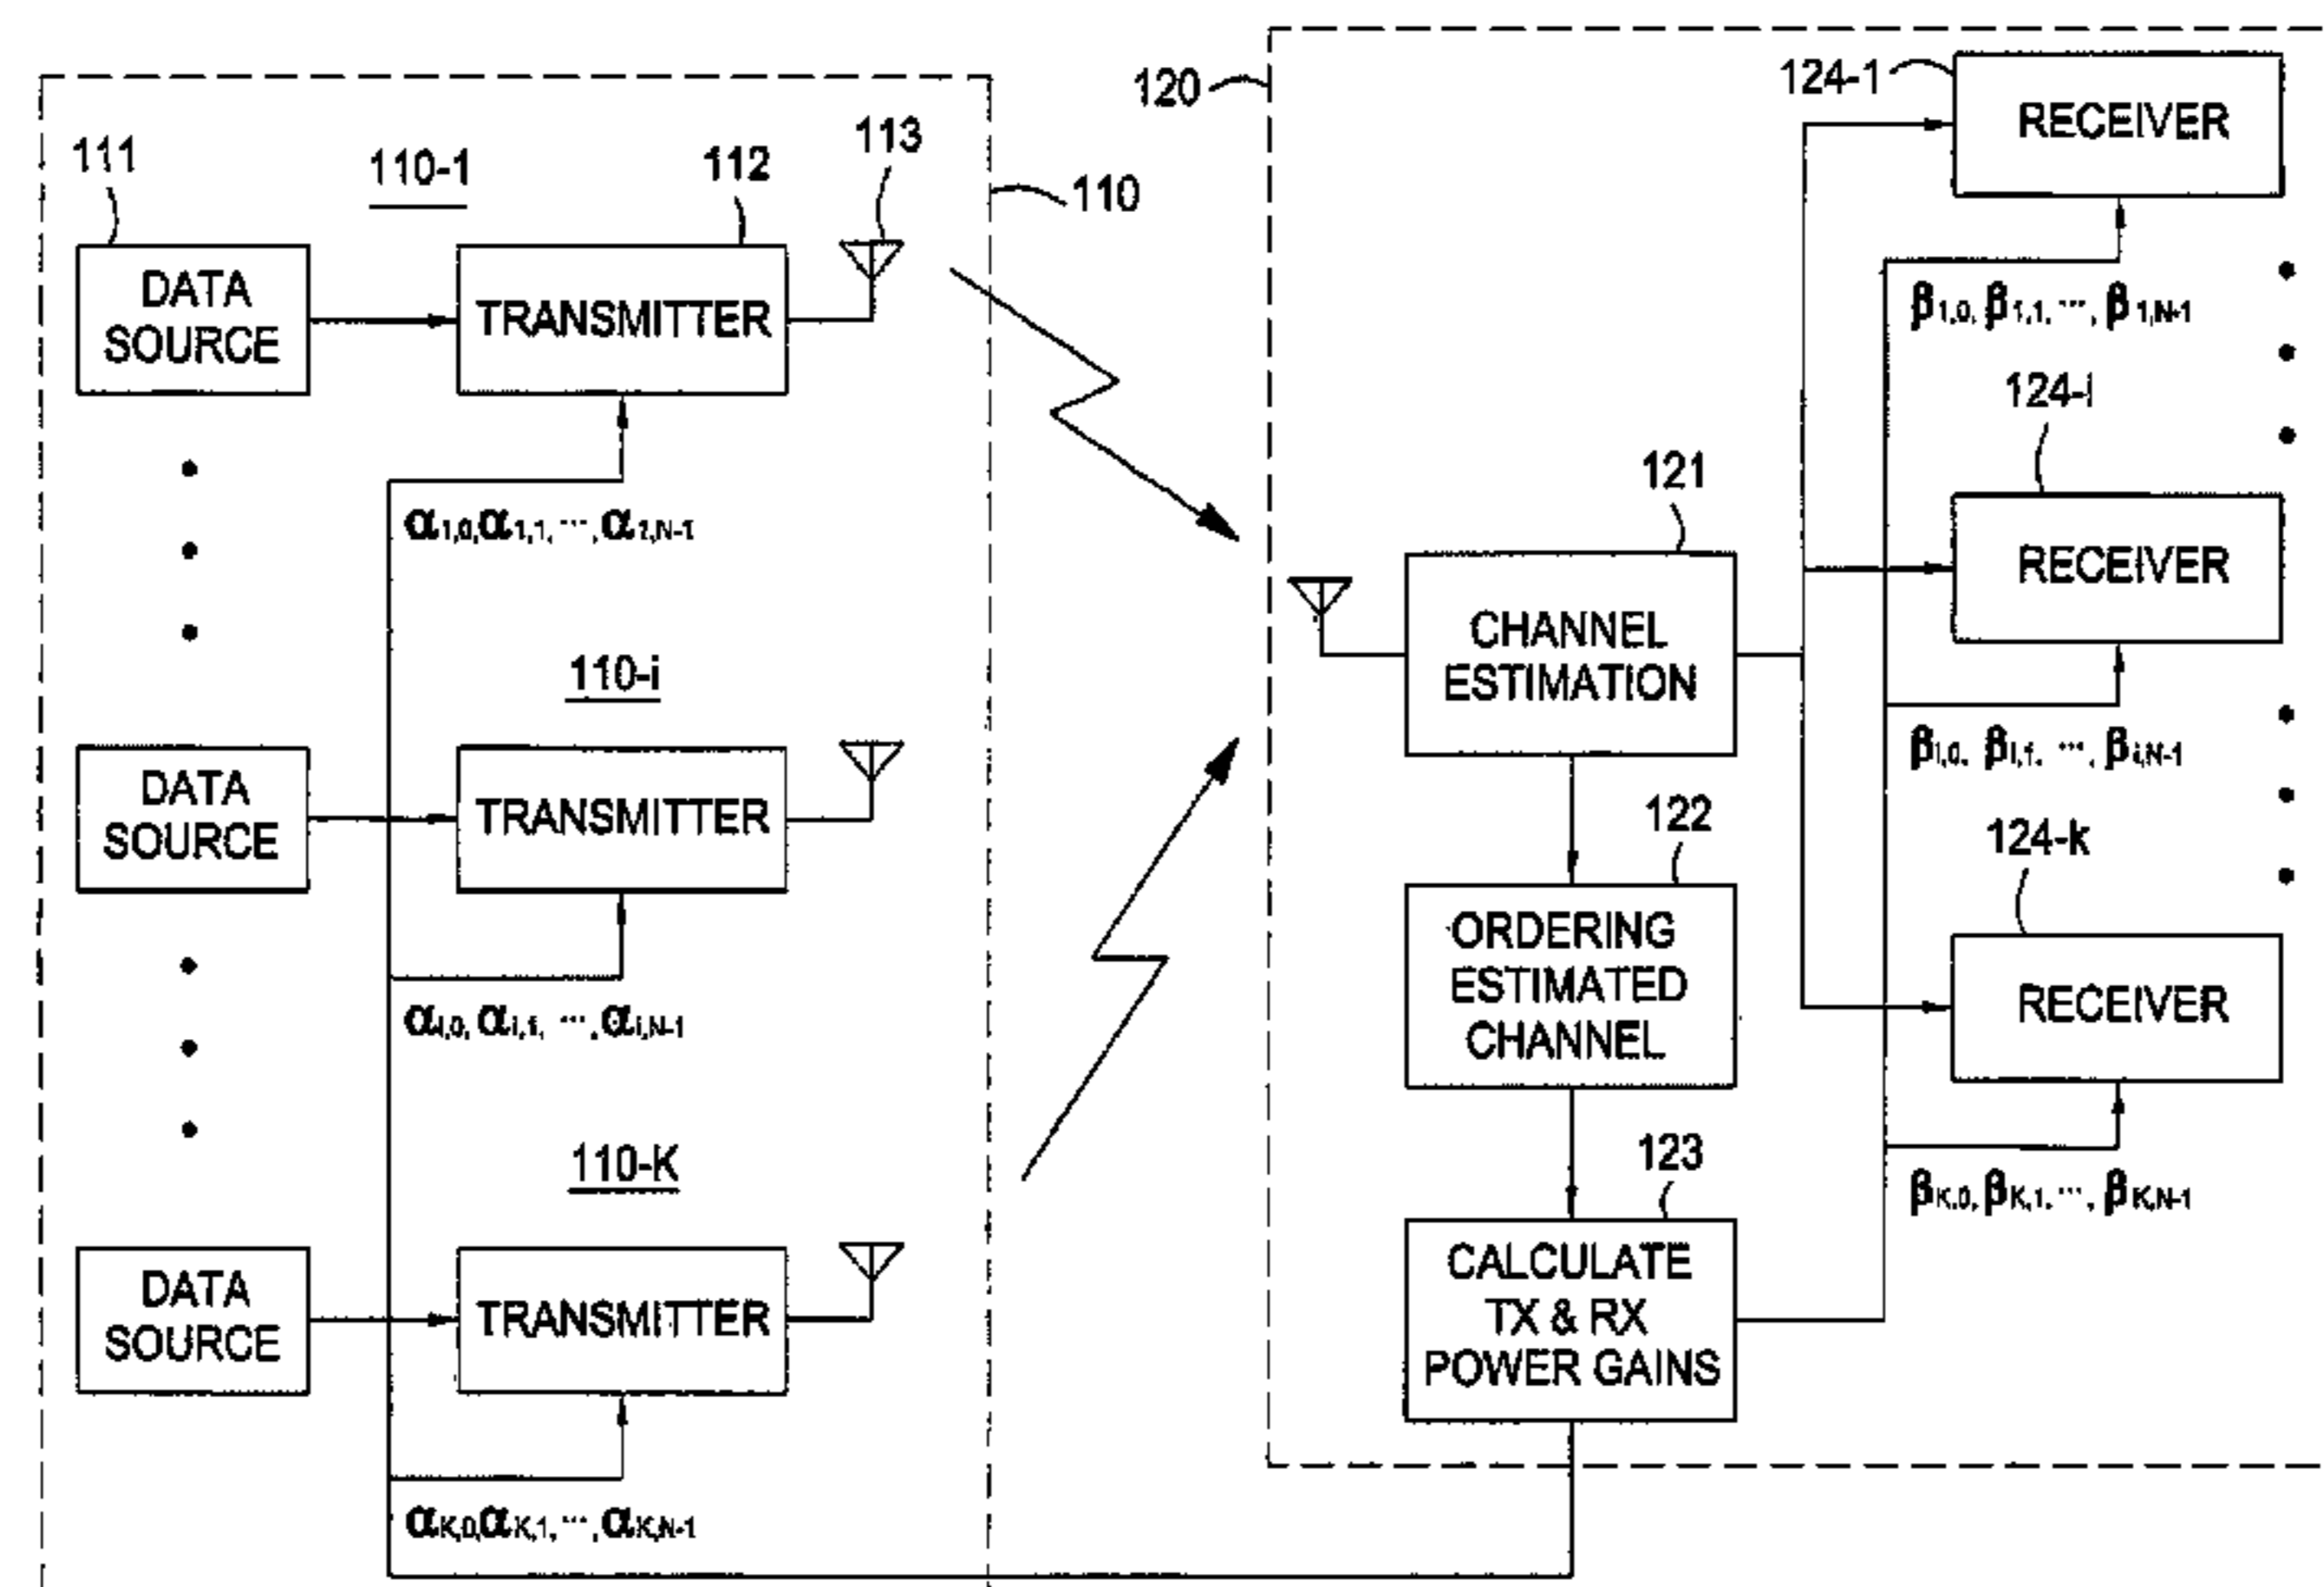 111
110-1
112
113
110
DATA
SOURCE
TRANSMITTER
α1,0,α1,1,...,α1,N-1
110-i
DATA
SOURCE
TRANSMITTER
αi,0,αi,1,...,αi,N-1
110-K
DATA
SOURCE
TRANSMITTER
αK,0,αK,1,...,αK,N-1
120
124-1
RECEIVER
β1,0,β1,1,...,β1,N-1
124-i
RECEIVER
βi,0,βi,1,...,βi,N-1
121
CHANNEL
ESTIMATION
122
ORDERING
ESTIMATED
CHANNEL
124-k
RECEIVER
βK,0,βK,1,...,βK,N-1
123
CALCULATE
TX & RX
POWER GAINS